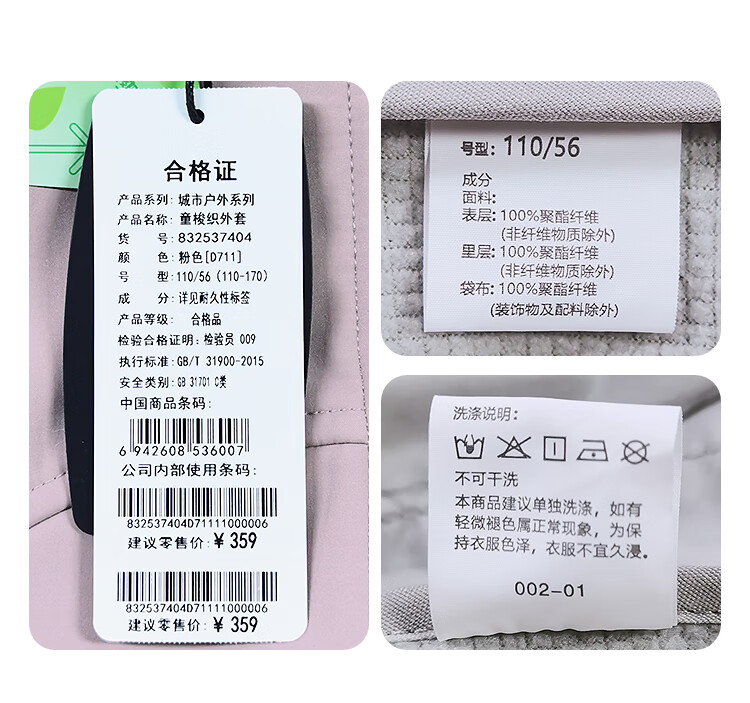 合格证
产品系列: 城市户外系列
产品名称: 童梭织外套
货 号: 832537404
颜 色: 粉色[D711]
号 型: 110/56 (110-170)
成 分: 详见耐久性标签
产品等级: 合格品
检验合格证明: 检验员 009
执行标准: GB/T 31900-2015
安全类别: GB 31701 C类
中国商品条码:
6 942608 536007
公司内部使用条码:
832537404D71111000006
建议零售价: ¥ 359
832537404D71111000006
建议零售价: ¥ 359
号型: 110/56
成分
面料:
表层: 100%聚酯纤维
(非纤维物质除外)
里层: 100%聚酯纤维
(非纤维物质除外)
袋布: 100%聚酯纤维
(装饰物及配料除外)
洗涤说明:
不可干洗
本商品建议单独洗涤，如有
轻微褪色属正常现象，为保
持衣服色泽，衣服不宜久浸。
002-01